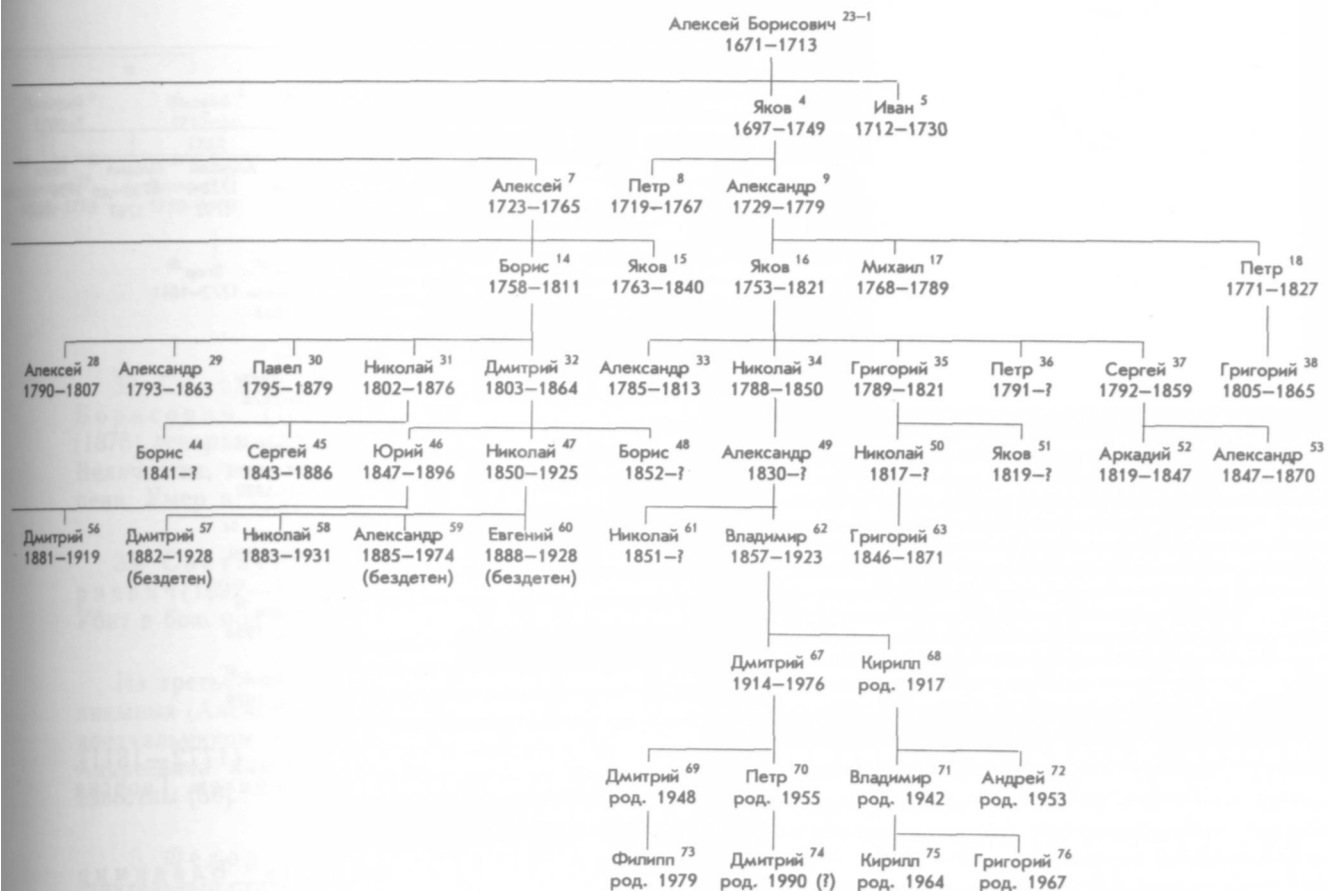 Алексей Борисович 23–1
1671–1713
Яков 4 Иван 5
1697–1749 1712–1730
Алексей 7 Петр 8 Александр 9
1723–1765 1719–1767 1729–1779
Борис 14 Яков 15 Яков 16 Михаил 17 Петр 18
1758–1811 1763–1840 1753–1821 1768–1789 1771–1827
Алексей 28 Александр 29 Павел 30 Николай 31 Дмитрий 32 Александр 33 Николай 34 Григорий 35 Петр 36 Сергей 37 Григорий 38
1790–1807 1793–1863 1795–1879 1802–1876 1803–1864 1785–1813 1788–1850 1789–1821 1791–? 1792–1859 1805–1865
Борис 44 Сергей 45 Юрий 46 Николай 47 Борис 48 Александр 49 Николай 50 Яков 51 Аркадий 52 Александр 53
1841–? 1843–1886 1847–1896 1850–1925 1852–? 1830–? 1817–? 1819–? 1819–1847 1847–1870
Дмитрий 56 Дмитрий 57 Николай 58 Александр 59 Евгений 60 Николай 61 Владимир 62 Григорий 63
1881–1919 1882–1928 1883–1931 1885–1974 1888–1928 1851–? 1857–1923 1846–1871
(бездетен) (бездетен) (бездетен)
Дмитрий 67 Кирилл 68
1914–1976 род. 1917
Дмитрий 69 Петр 70 Владимир 71 Андрей 72
род. 1948 род. 1955 род. 1942 род. 1953
Филипп 73 Дмитрий 74 Кирилл 75 Григорий 76
род. 1979 род. 1990 (?) род. 1964 род. 1967